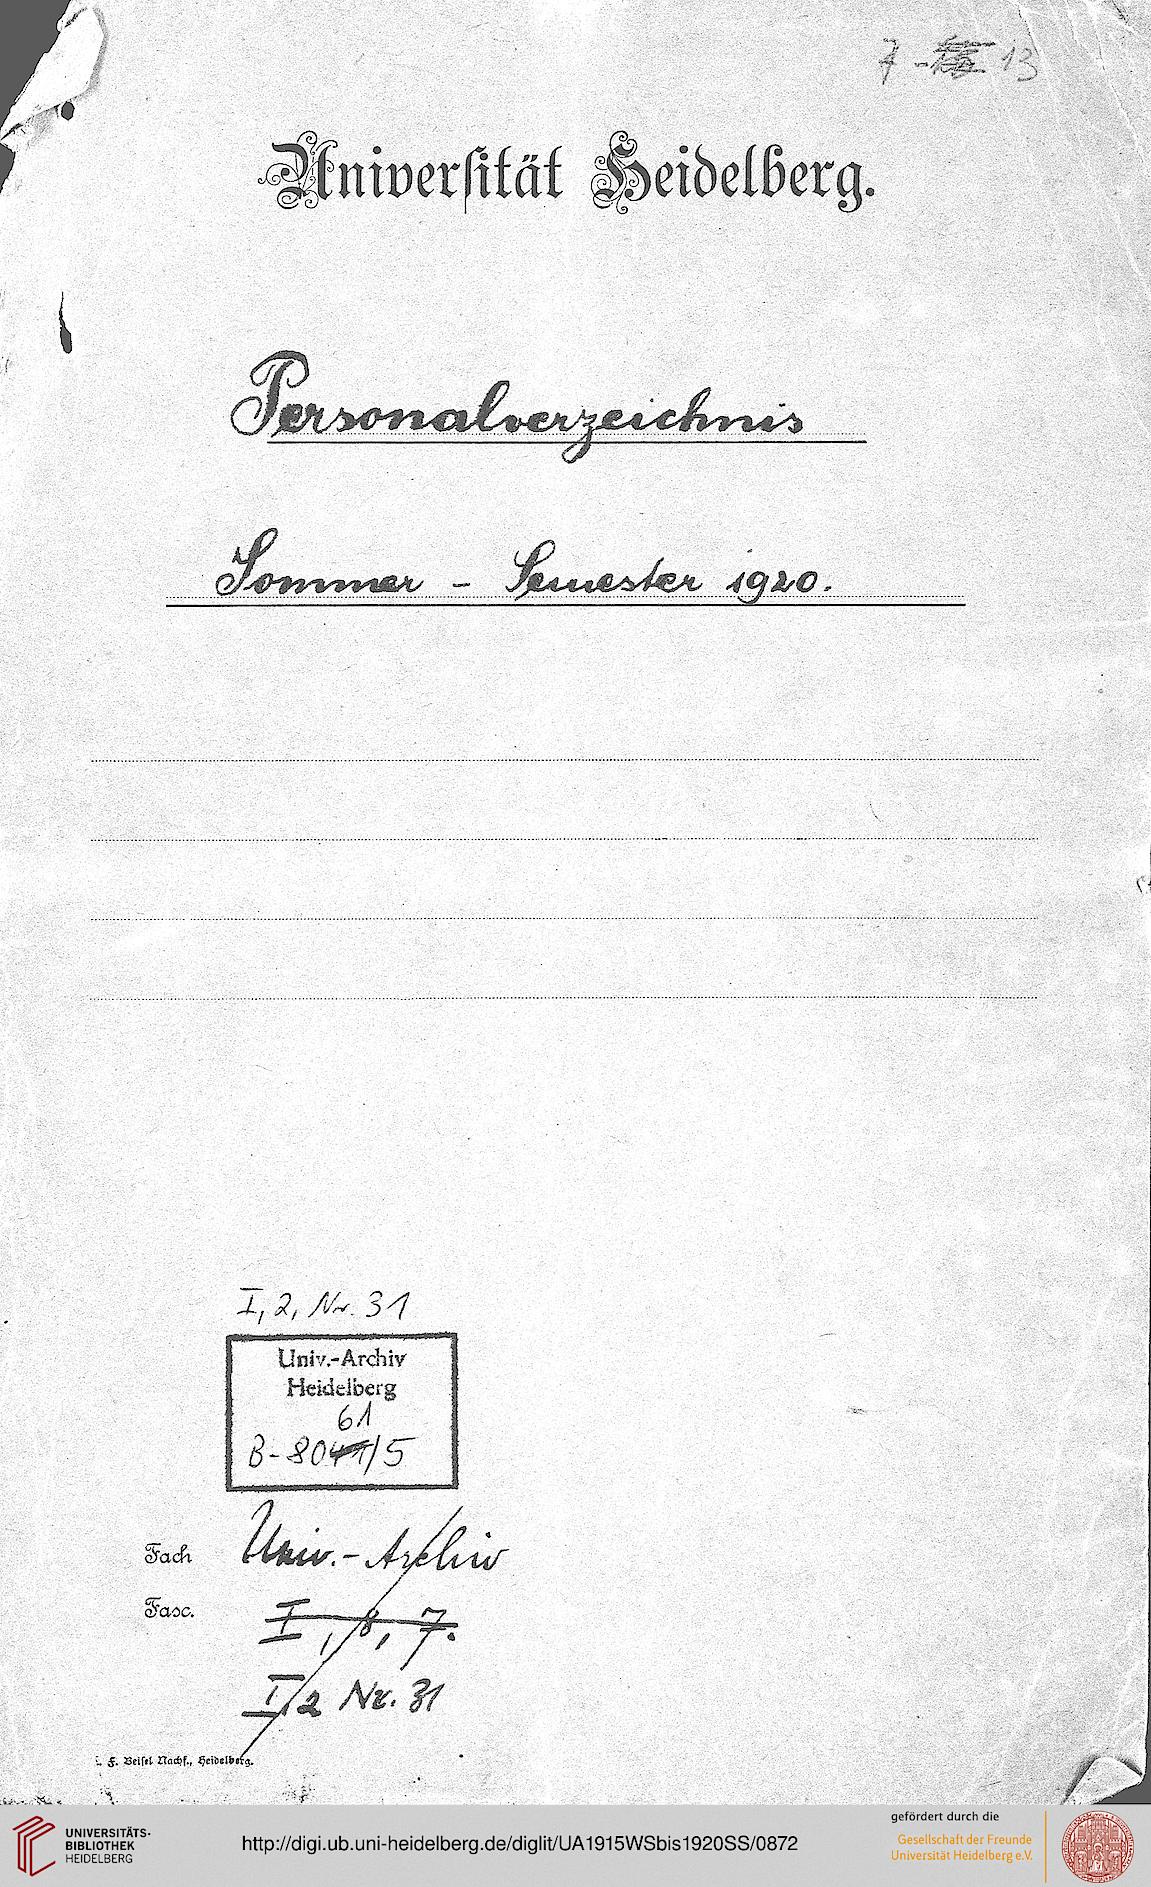 7 - 13
Universität Heidelberg.
Personalverzeichnis
Sommer - Semester 1920.
I, 2, Nr. 31
Univ.-Archiv
Heidelberg
61
B-8041/5
Fach Univ.-Archiv
Fasc. I, 8, 7.
I, 2 Nr. 31
F. Beisel Nachf., Heidelberg.
UNIVERSITÄTS-
BIBLIOTHEK
HEIDELBERG
http://digi.ub.uni-heidelberg.de/diglit/UA1915WSbis1920SS/0872
gefördert durch die
Gesellschaft der Freunde
Universität Heidelberg e.V.